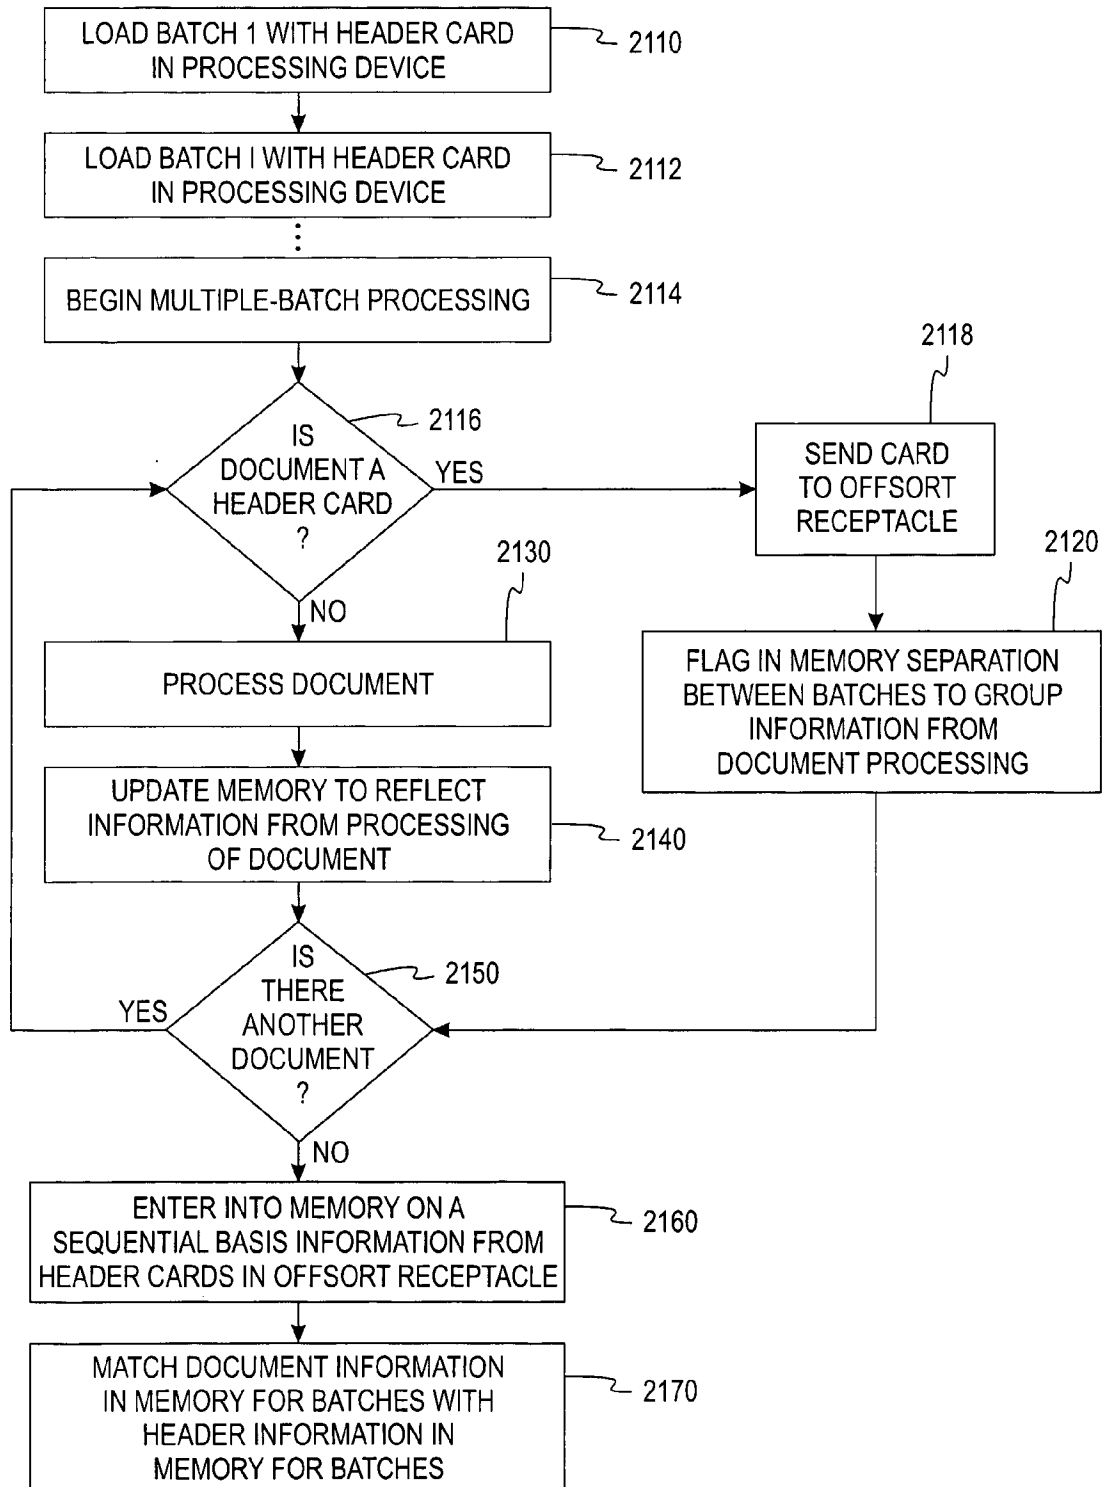 LOAD BATCH 1 WITH HEADER CARD
IN PROCESSING DEVICE
2110
LOAD BATCH I WITH HEADER CARD
IN PROCESSING DEVICE
2112
BEGIN MULTIPLE-BATCH PROCESSING
2114
IS
DOCUMENT A
HEADER CARD
?
2116
YES
2118
SEND CARD
TO OFFSORT
RECEPTACLE
2120
FLAG IN MEMORY SEPARATION
BETWEEN BATCHES TO GROUP
INFORMATION FROM
DOCUMENT PROCESSING
NO
2130
PROCESS DOCUMENT
UPDATE MEMORY TO REFLECT
INFORMATION FROM PROCESSING
OF DOCUMENT
2140
IS
THERE
ANOTHER
DOCUMENT
?
2150
YES
NO
ENTER INTO MEMORY ON A
SEQUENTIAL BASIS INFORMATION FROM
HEADER CARDS IN OFFSORT RECEPTACLE
2160
MATCH DOCUMENT INFORMATION
IN MEMORY FOR BATCHES WITH
HEADER INFORMATION IN
MEMORY FOR BATCHES
2170